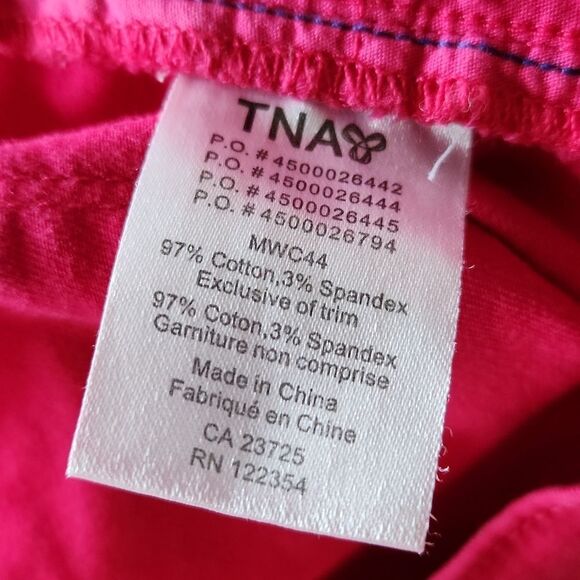 TNA
P.O. # 4500026442
P.O. # 4500026444
P.O. # 4500026445
P.O. # 4500026794
MWC44
97% Cotton,3% Spandex
Exclusive of trim
97% Coton,3% Spandex
Garniture non comprise
Made in China
Fabriqué en Chine
CA 23725
RN 122354